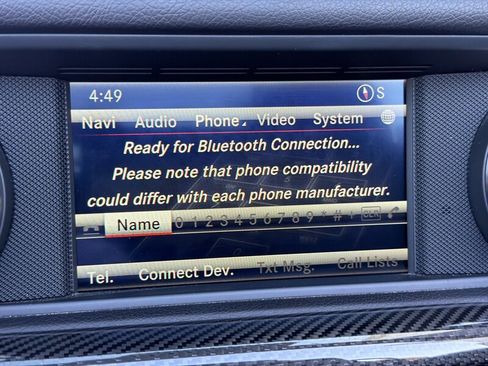 4:49 S
Navi Audio Phone Video System
Ready for Bluetooth Connection...
Please note that phone compatibility
could differ with each phone manufacturer.
Name 0 1 2 3 4 5 6 7 8 9 * # + CLR
Tel. Connect Dev. Txt Msg. Call Lists